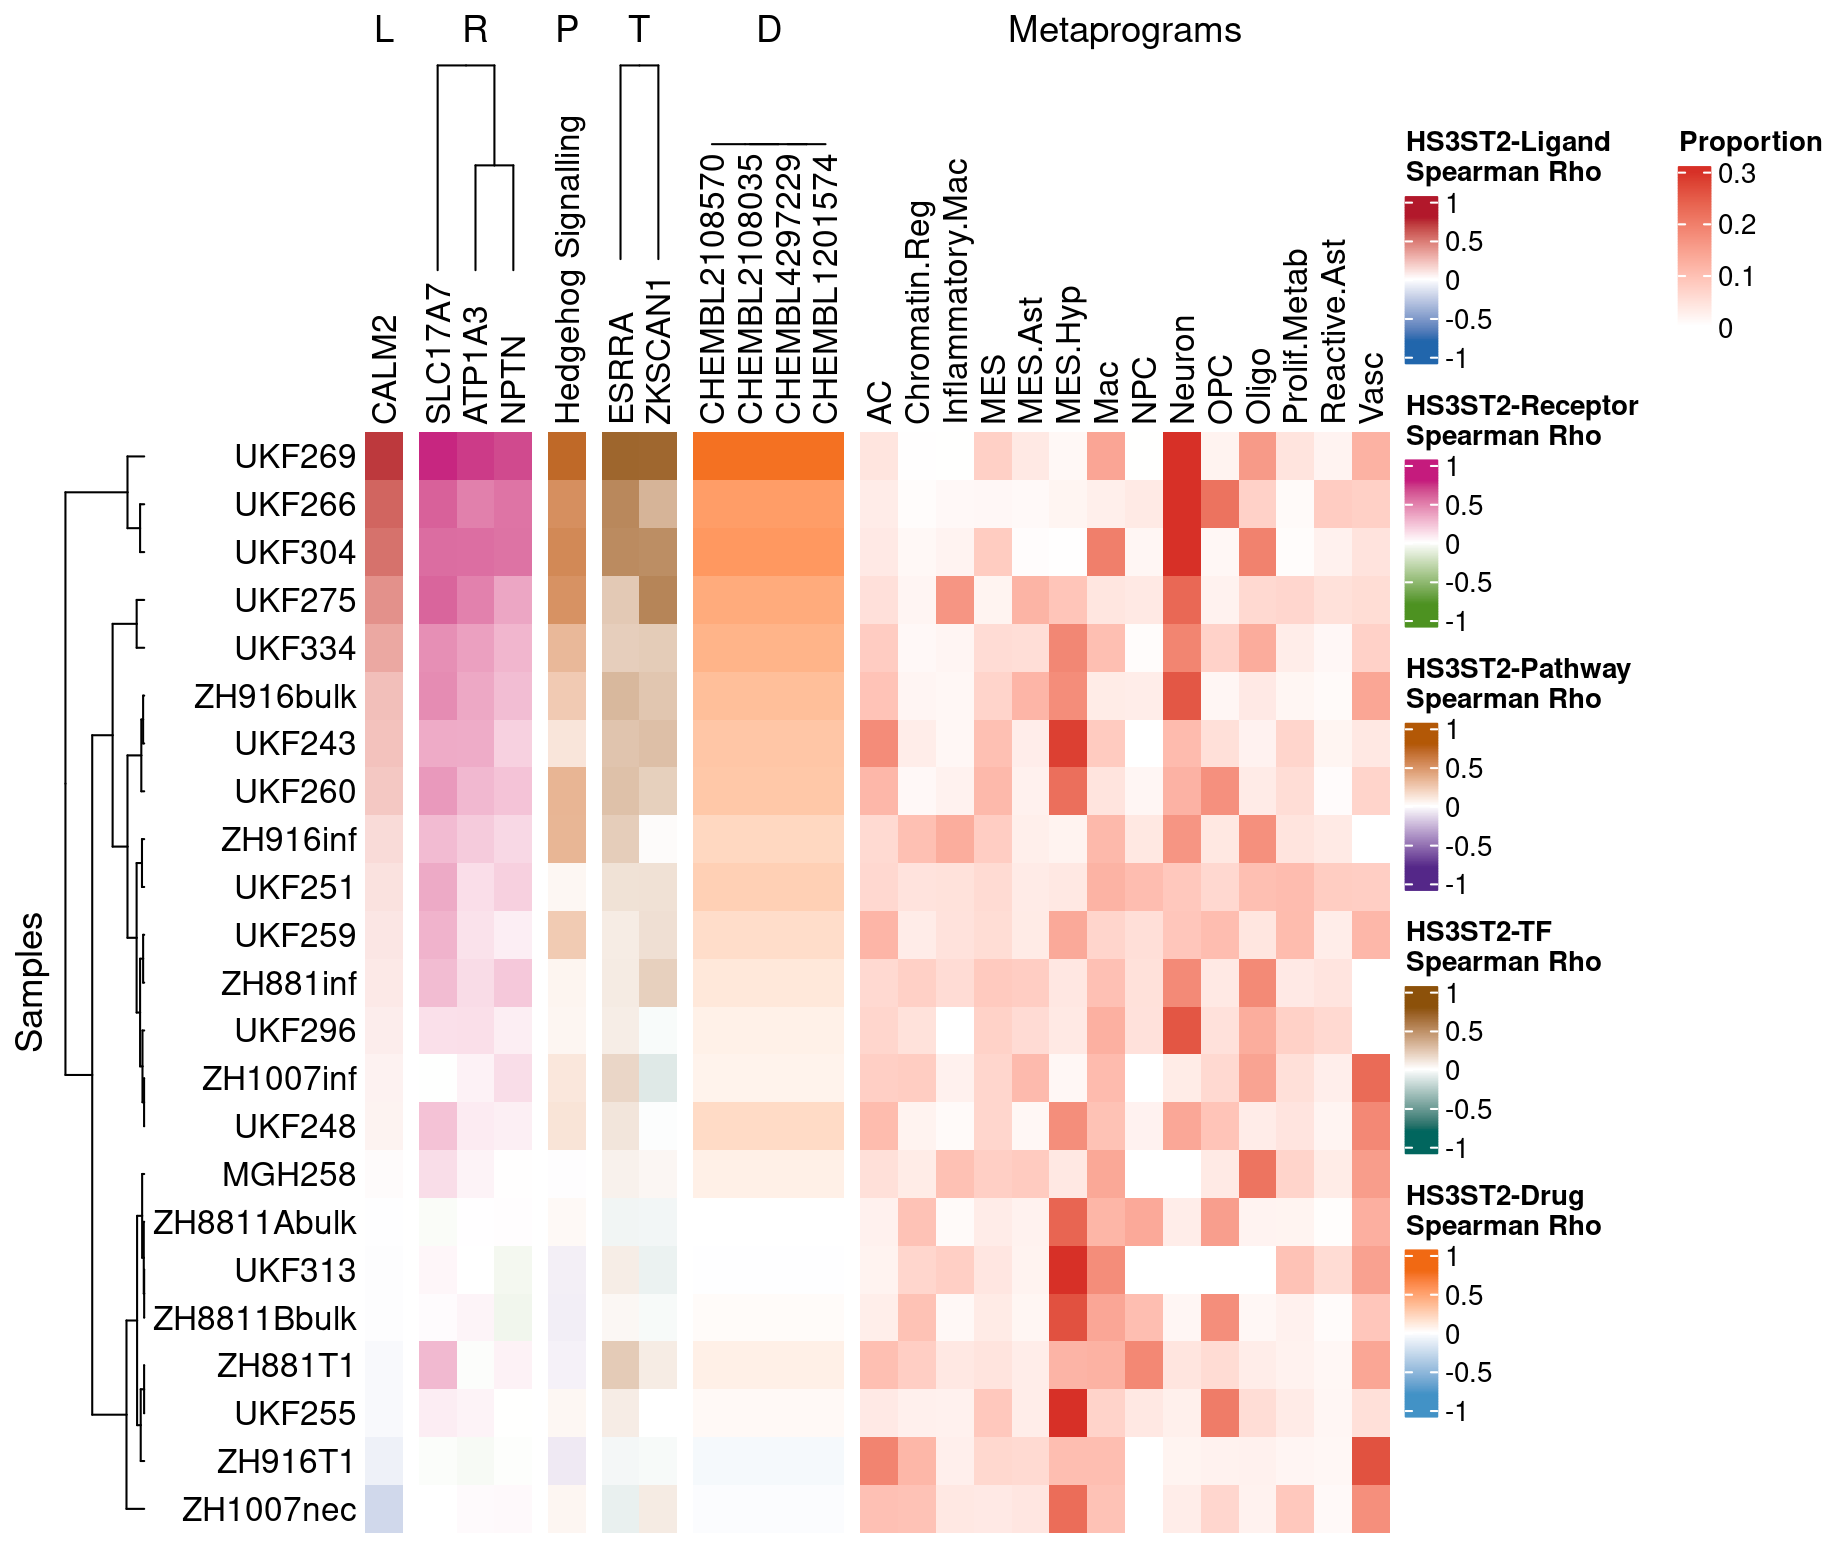 L R P T D Metaprograms
CALM2
SLC17A7
ATP1A3
NPTN
Hedgehog Signalling
ESRRA
ZKSCAN1
CHEMBL2108570
CHEMBL2108035
CHEMBL4297229
CHEMBL1201574
AC
Chromatin.Reg
Inflammatory.Mac
MES
MES.Ast
MES.Hyp
Mac
NPC
Neuron
OPC
Oligo
Prolif.Metab
Reactive.Ast
Vasc
Samples
UKF269
UKF266
UKF304
UKF275
UKF334
ZH916bulk
UKF243
UKF260
ZH916inf
UKF251
UKF259
ZH881inf
UKF296
ZH1007inf
UKF248
MGH258
ZH8811Abulk
UKF313
ZH8811Bbulk
ZH881T1
UKF255
ZH916T1
ZH1007nec
HS3ST2-Ligand
Spearman Rho
1
0.5
0
-0.5
-1
HS3ST2-Receptor
Spearman Rho
1
0.5
0
-0.5
-1
HS3ST2-Pathway
Spearman Rho
1
0.5
0
-0.5
-1
HS3ST2-TF
Spearman Rho
1
0.5
0
-0.5
-1
HS3ST2-Drug
Spearman Rho
1
0.5
0
-0.5
-1
Proportion
0.3
0.2
0.1
0